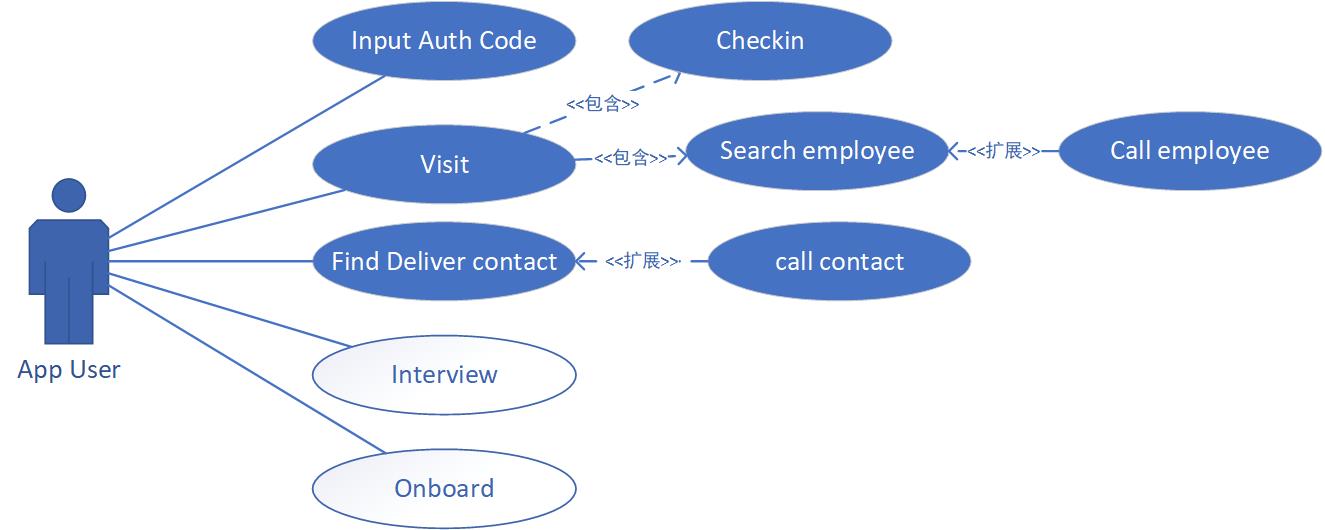 Input Auth Code
Checkin
<<包含>>
Visit
<<包含>>
Search employee
<<扩展>>
Call employee
Find Deliver contact
<<扩展>>
call contact
App User
Interview
Onboard